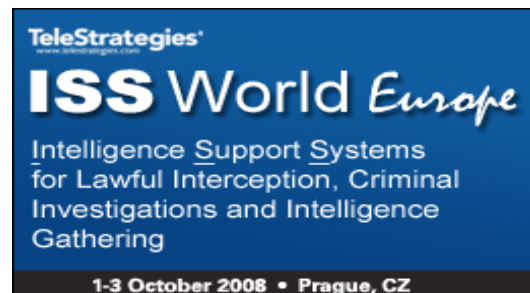 TeleStrategies®
www.telestrategies.com
ISS World Europe
Intelligence Support Systems
for Lawful Interception, Criminal
Investigations and Intelligence
Gathering
1-3 October 2008 • Prague, CZ